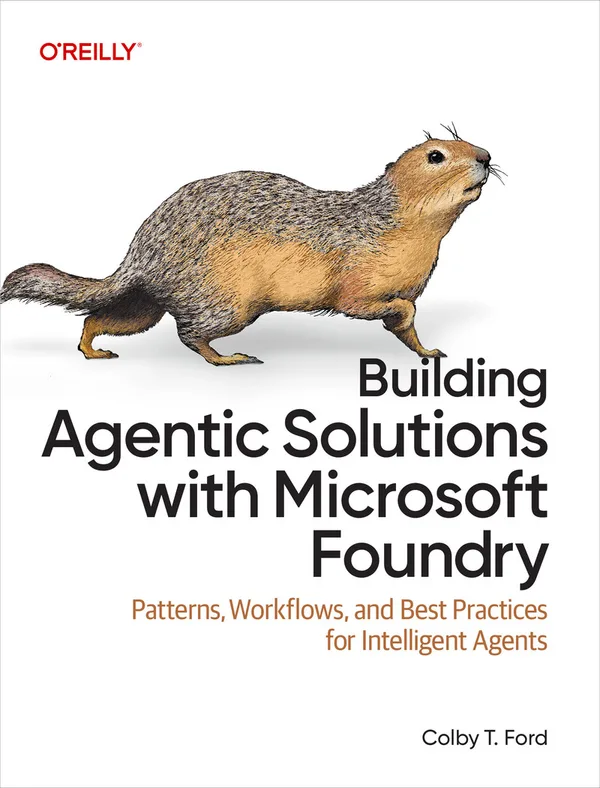 O'REILLY®
Building
Agentic Solutions
with Microsoft
Foundry
Patterns, Workflows, and Best Practices
for Intelligent Agents
Colby T. Ford